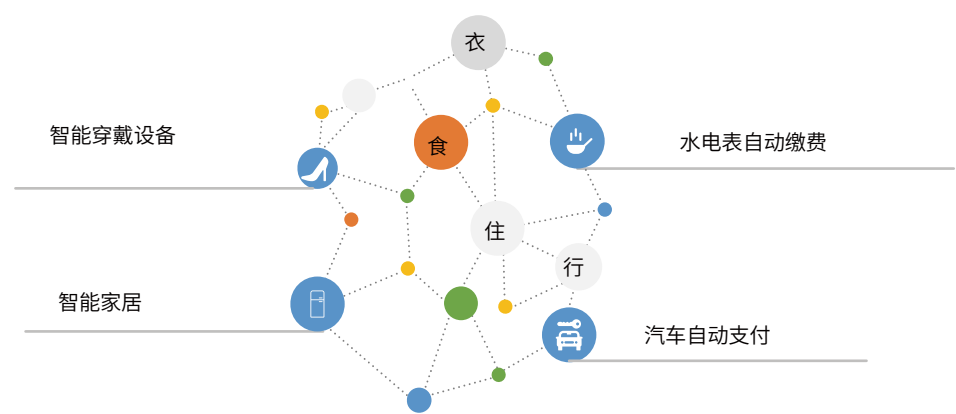 衣
智能穿戴设备
食
水电表自动缴费
住
行
智能家居
汽车自动支付